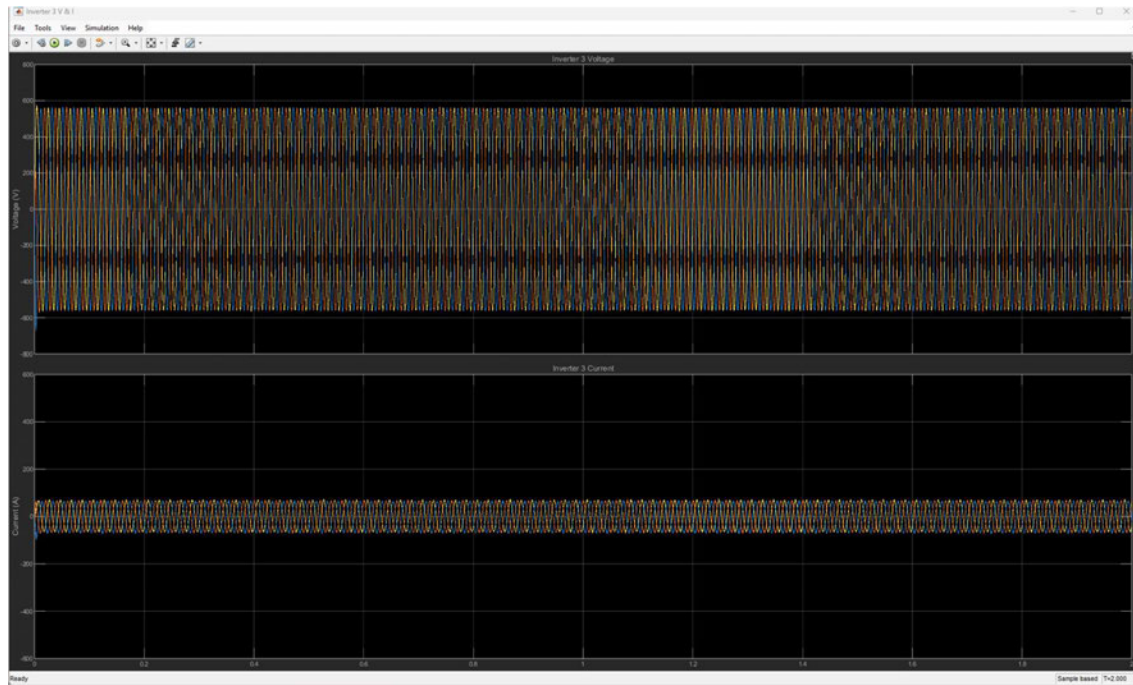 Inverter 3 V & I
File Tools View Simulation Help
Inverter 3 Voltage
800
600
400
200
0
-200
-400
-600
-800
Voltage (V)
Inverter 3 Current
600
400
200
0
-200
-400
-600
Current (A)
0 0.2 0.4 0.6 0.8 1 1.2 1.4 1.6 1.8 2
Ready Sample based T=2.000